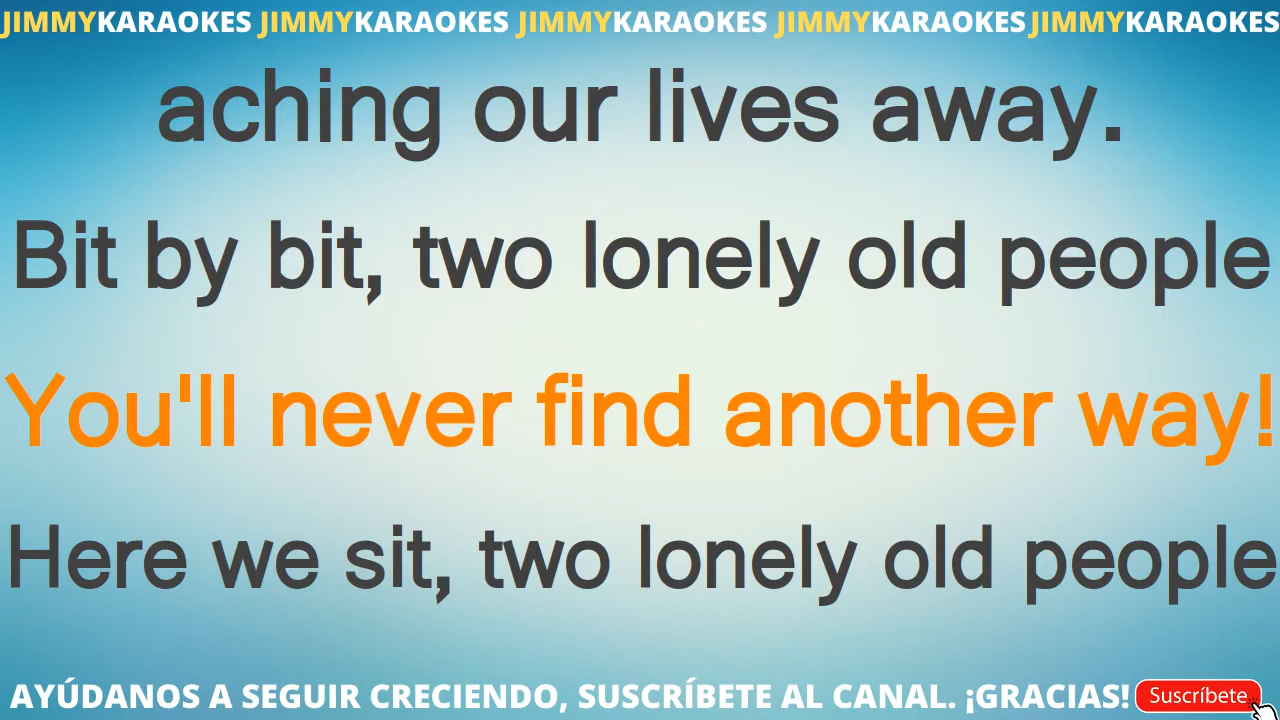 JIMMYKARAOKES JIMMYKARAOKES JIMMYKARAOKES JIMMYKARAOKES JIMMYKARAOKES
aching our lives away.
Bit by bit, two lonely old people
You'll never find another way!
Here we sit, two lonely old people
AYÚDANOS A SEGUIR CRECIENDO, SUSCRÍBETE AL CANAL. ¡GRACIAS! Suscríbete